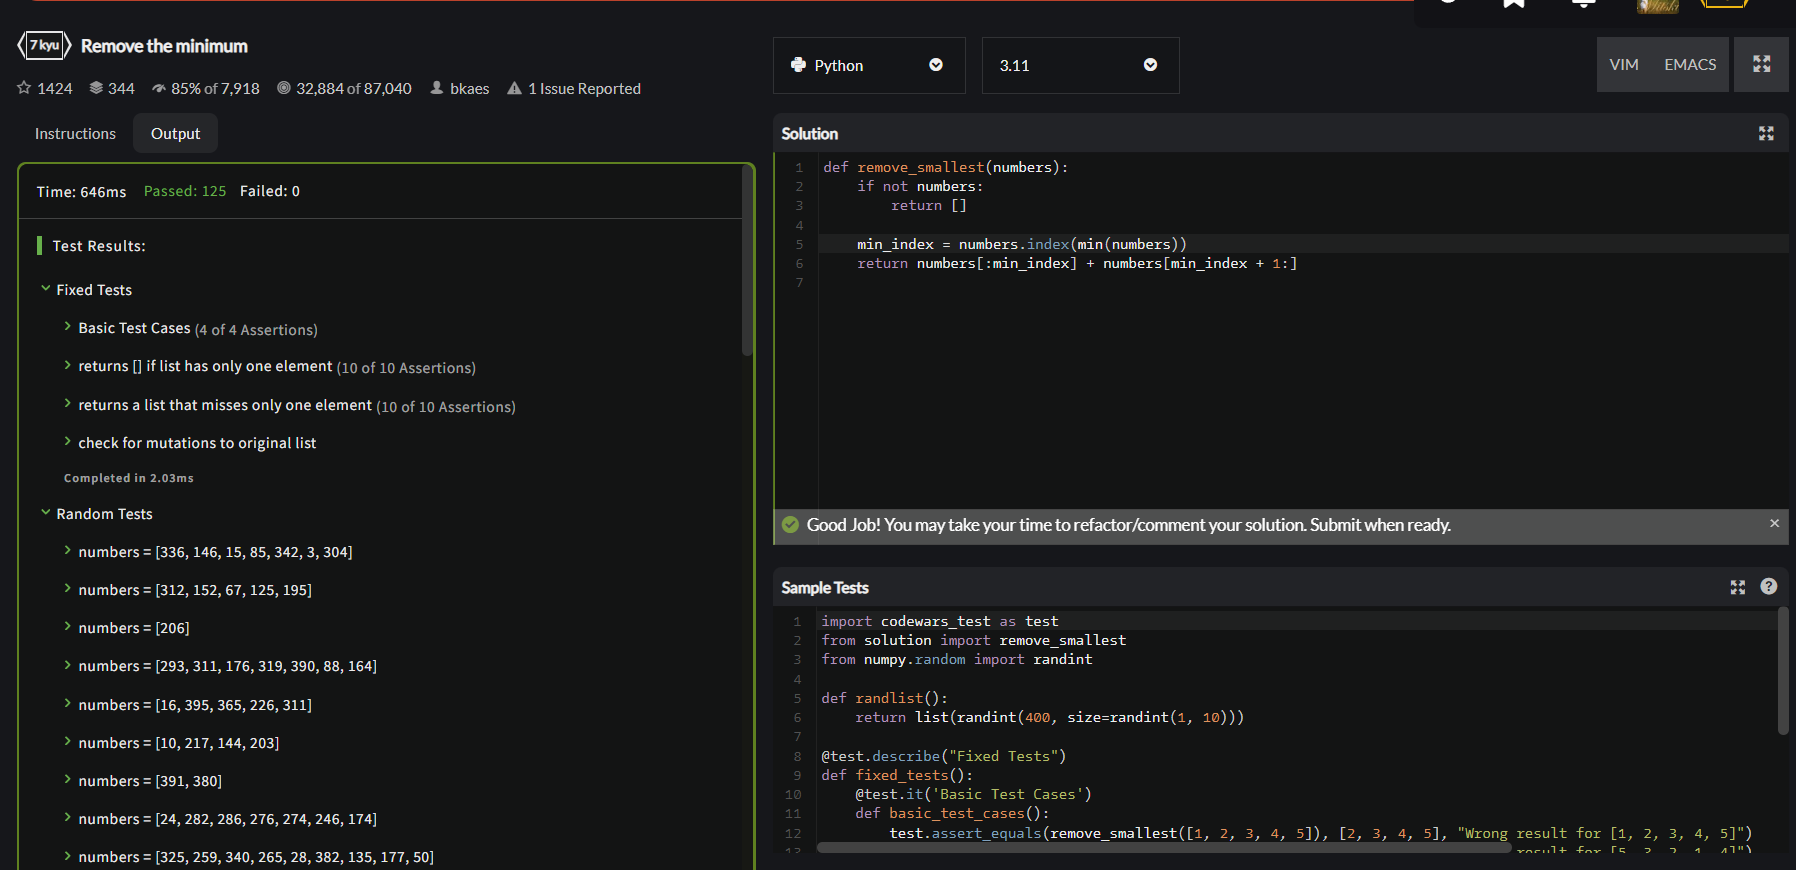 7 kyu Remove the minimum
1424 344 85% of 7,918 32,884 of 87,040 bkaes 1 Issue Reported
Instructions Output
Time: 646ms Passed: 125 Failed: 0
Test Results:
Fixed Tests
Basic Test Cases (4 of 4 Assertions)
returns [] if list has only one element (10 of 10 Assertions)
returns a list that misses only one element (10 of 10 Assertions)
check for mutations to original list
Completed in 2.03ms
Random Tests
numbers = [336, 146, 15, 85, 342, 3, 304]
numbers = [312, 152, 67, 125, 195]
numbers = [206]
numbers = [293, 311, 176, 319, 390, 88, 164]
numbers = [16, 395, 365, 226, 311]
numbers = [10, 217, 144, 203]
numbers = [391, 380]
numbers = [24, 282, 286, 276, 274, 246, 174]
numbers = [325, 259, 340, 265, 28, 382, 135, 177, 50]
Python 3.11 VIM EMACS
Solution
1 def remove_smallest(numbers):
2     if not numbers:
3         return []
4
5     min_index = numbers.index(min(numbers))
6     return numbers[:min_index] + numbers[min_index + 1:]
7
Good Job! You may take your time to refactor/comment your solution. Submit when ready.
Sample Tests
1 import codewars_test as test
2 from solution import remove_smallest
3 from numpy.random import randint
4
5 def randlist():
6     return list(randint(400, size=randint(1, 10)))
7
8 @test.describe("Fixed Tests")
9 def fixed_tests():
10     @test.it('Basic Test Cases')
11     def basic_test_cases():
12         test.assert_equals(remove_smallest([1, 2, 3, 4, 5]), [2, 3, 4, 5], "Wrong result for [1, 2, 3, 4, 5]")
13 result for [5, 3, 2, 1, 4]")